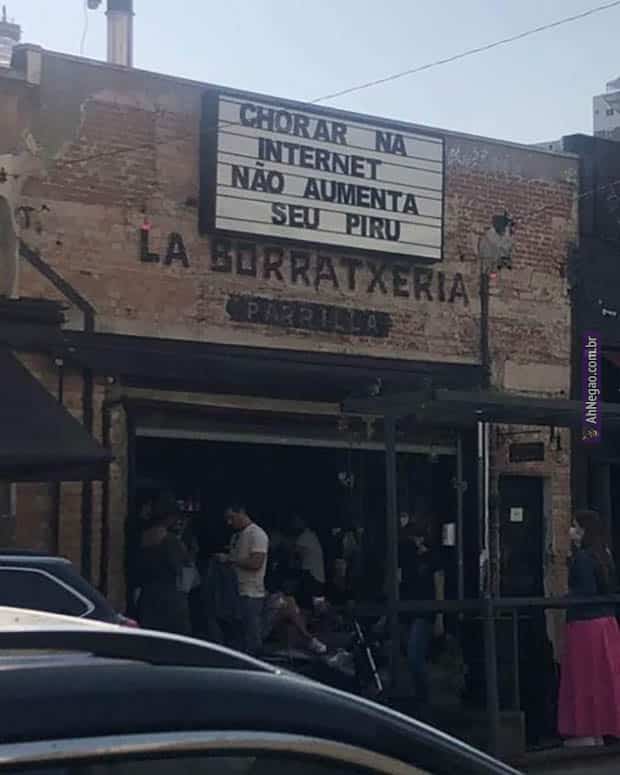 CHORAR NA
INTERNET
NÃO AUMENTA
SEU PIRU
LA BORRATXERIA
PARRILLA
AhNegao.com.br